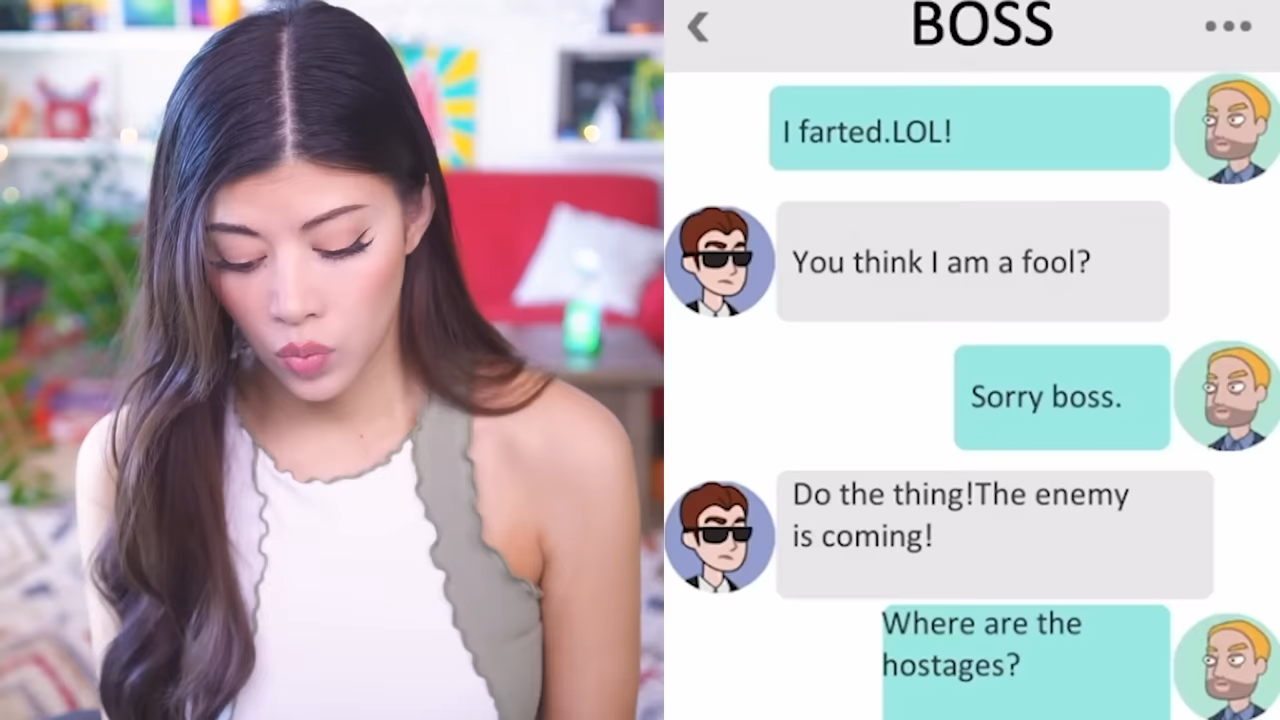 BOSS
I farted.LOL!
You think I am a fool?
Sorry boss.
Do the thing!The enemy
is coming!
Where are the
hostages?